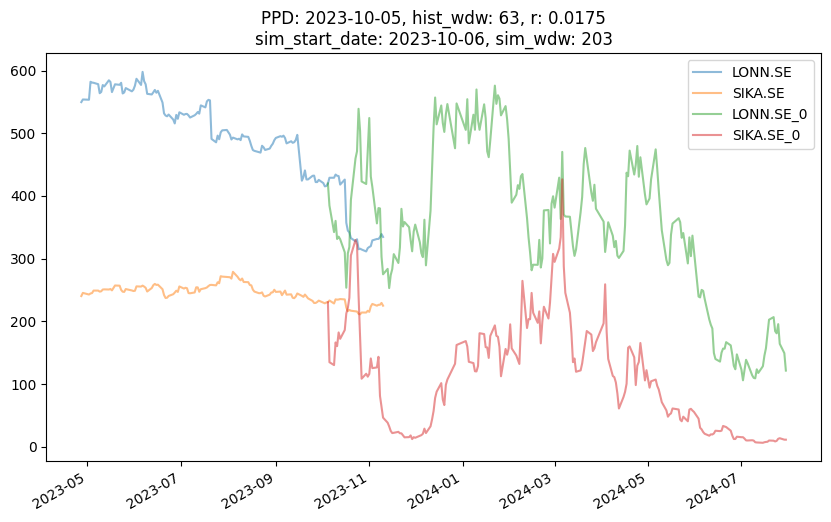 PPD: 2023-10-05, hist_wdw: 63, r: 0.0175
sim_start_date: 2023-10-06, sim_wdw: 203
LONN.SE
SIKA.SE
LONN.SE_0
SIKA.SE_0
600
500
400
300
200
100
0
2023-05
2023-07
2023-09
2023-11
2024-01
2024-03
2024-05
2024-07